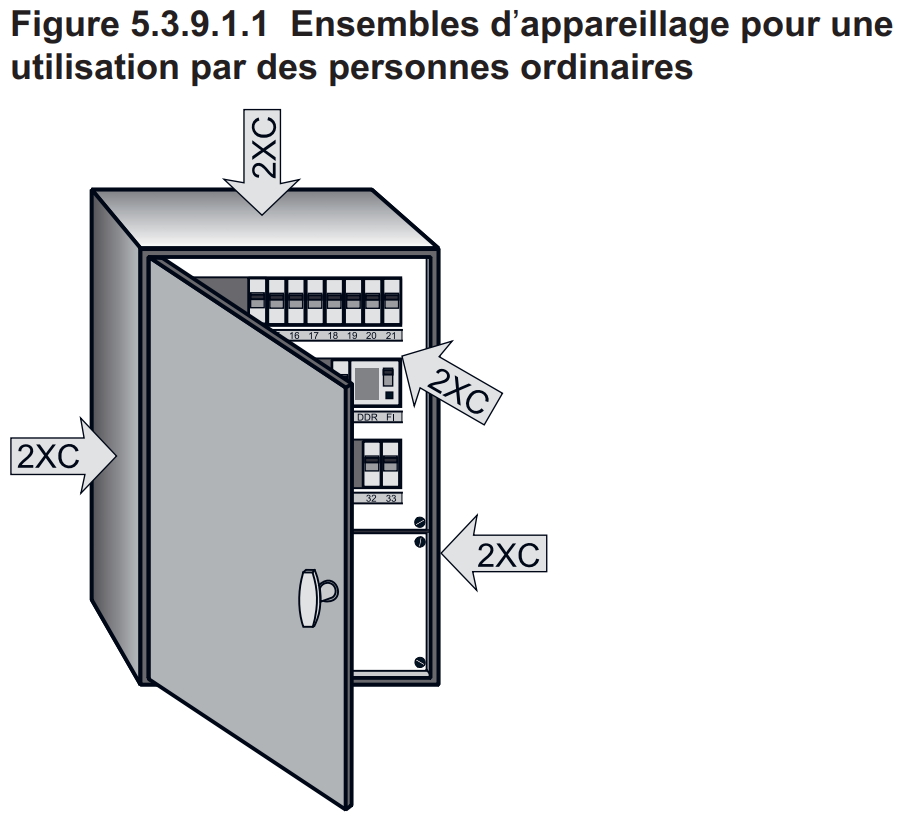 Figure 5.3.9.1.1 Ensembles d’appareillage pour une
utilisation par des personnes ordinaires
2XC
16 17 18 19 20 21
2XC
DDR FI
2XC
32 33
2XC